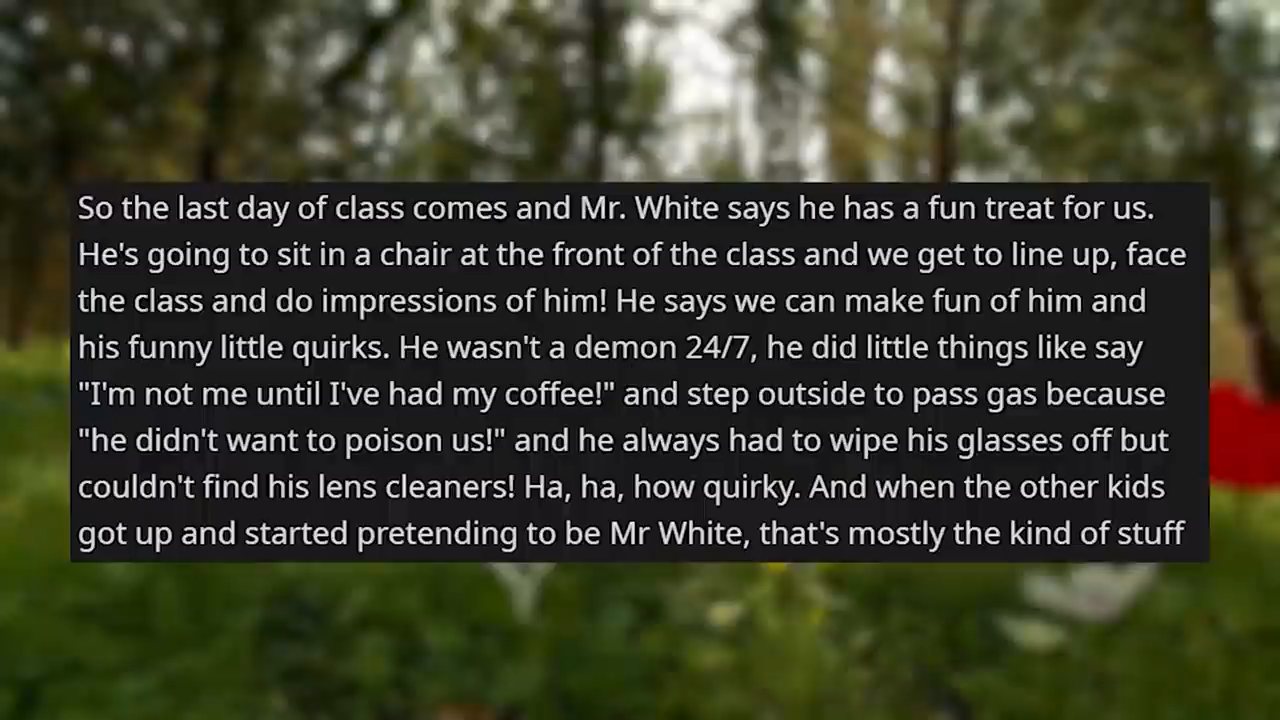 So the last day of class comes and Mr. White says he has a fun treat for us.
He's going to sit in a chair at the front of the class and we get to line up, face
the class and do impressions of him! He says we can make fun of him and
his funny little quirks. He wasn't a demon 24/7, he did little things like say
"I'm not me until I've had my coffee!" and step outside to pass gas because
"he didn't want to poison us!" and he always had to wipe his glasses off but
couldn't find his lens cleaners! Ha, ha, how quirky. And when the other kids
got up and started pretending to be Mr White, that's mostly the kind of stuff